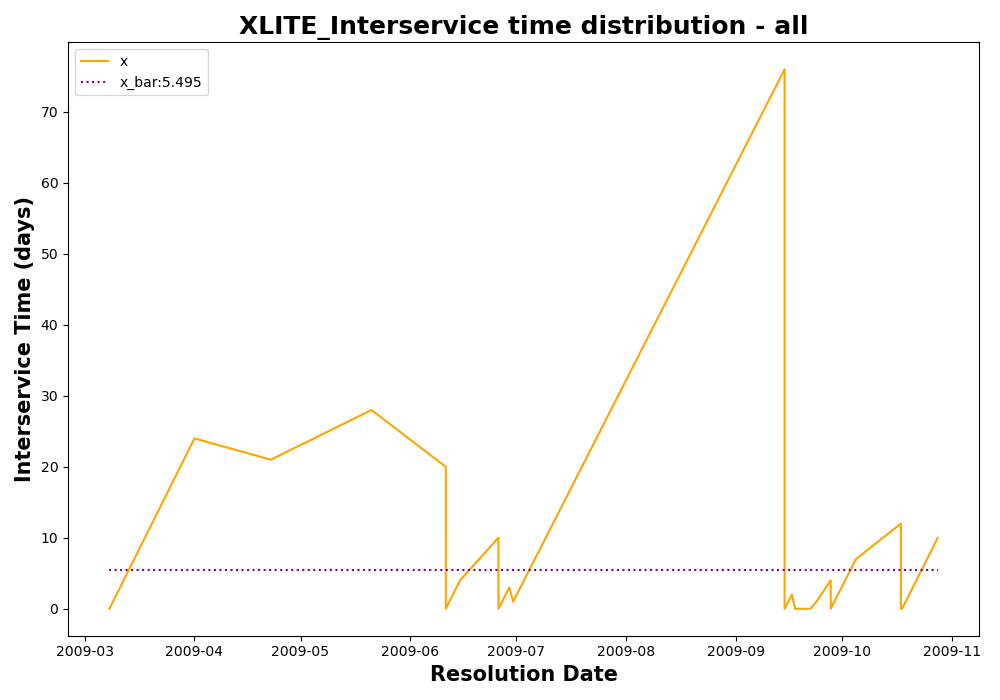 XLITE_Interservice time distribution - all
x
x_bar:5.495
Interservice Time (days)
70
60
50
40
30
20
10
0
2009-03 2009-04 2009-05 2009-06 2009-07 2009-08 2009-09 2009-10 2009-11
Resolution Date